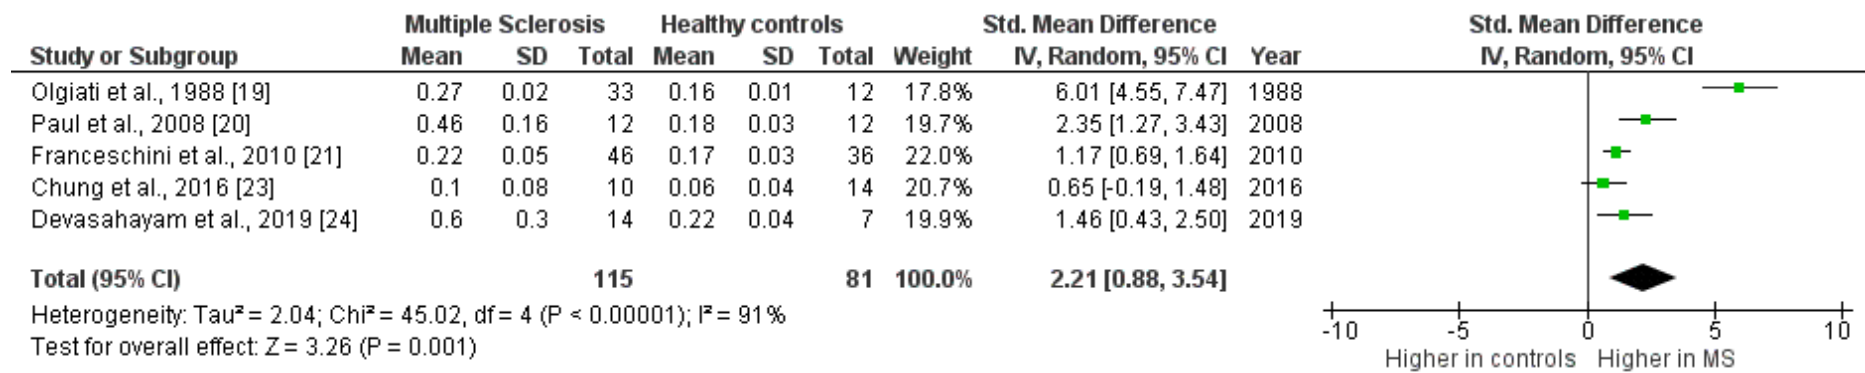 Multiple Sclerosis Healthy controls Std. Mean Difference Std. Mean Difference
Study or Subgroup Mean SD Total Mean SD Total Weight IV, Random, 95% CI Year IV, Random, 95% CI
Olgiati et al., 1988 [19] 0.27 0.02 33 0.16 0.01 12 17.8% 6.01 [4.55, 7.47] 1988
Paul et al., 2008 [20] 0.46 0.16 12 0.18 0.03 12 19.7% 2.35 [1.27, 3.43] 2008
Franceschini et al., 2010 [21] 0.22 0.05 46 0.17 0.03 36 22.0% 1.17 [0.69, 1.64] 2010
Chung et al., 2016 [23] 0.1 0.08 10 0.06 0.04 14 20.7% 0.65 [-0.19, 1.48] 2016
Devasahayam et al., 2019 [24] 0.6 0.3 14 0.22 0.04 7 19.9% 1.46 [0.43, 2.50] 2019
Total (95% CI) 115 81 100.0% 2.21 [0.88, 3.54]
Heterogeneity: Tau² = 2.04; Chi² = 45.02, df = 4 (P < 0.00001); I² = 91%
Test for overall effect: Z = 3.26 (P = 0.001)
-10 -5 0 5 10
Higher in controls Higher in MS